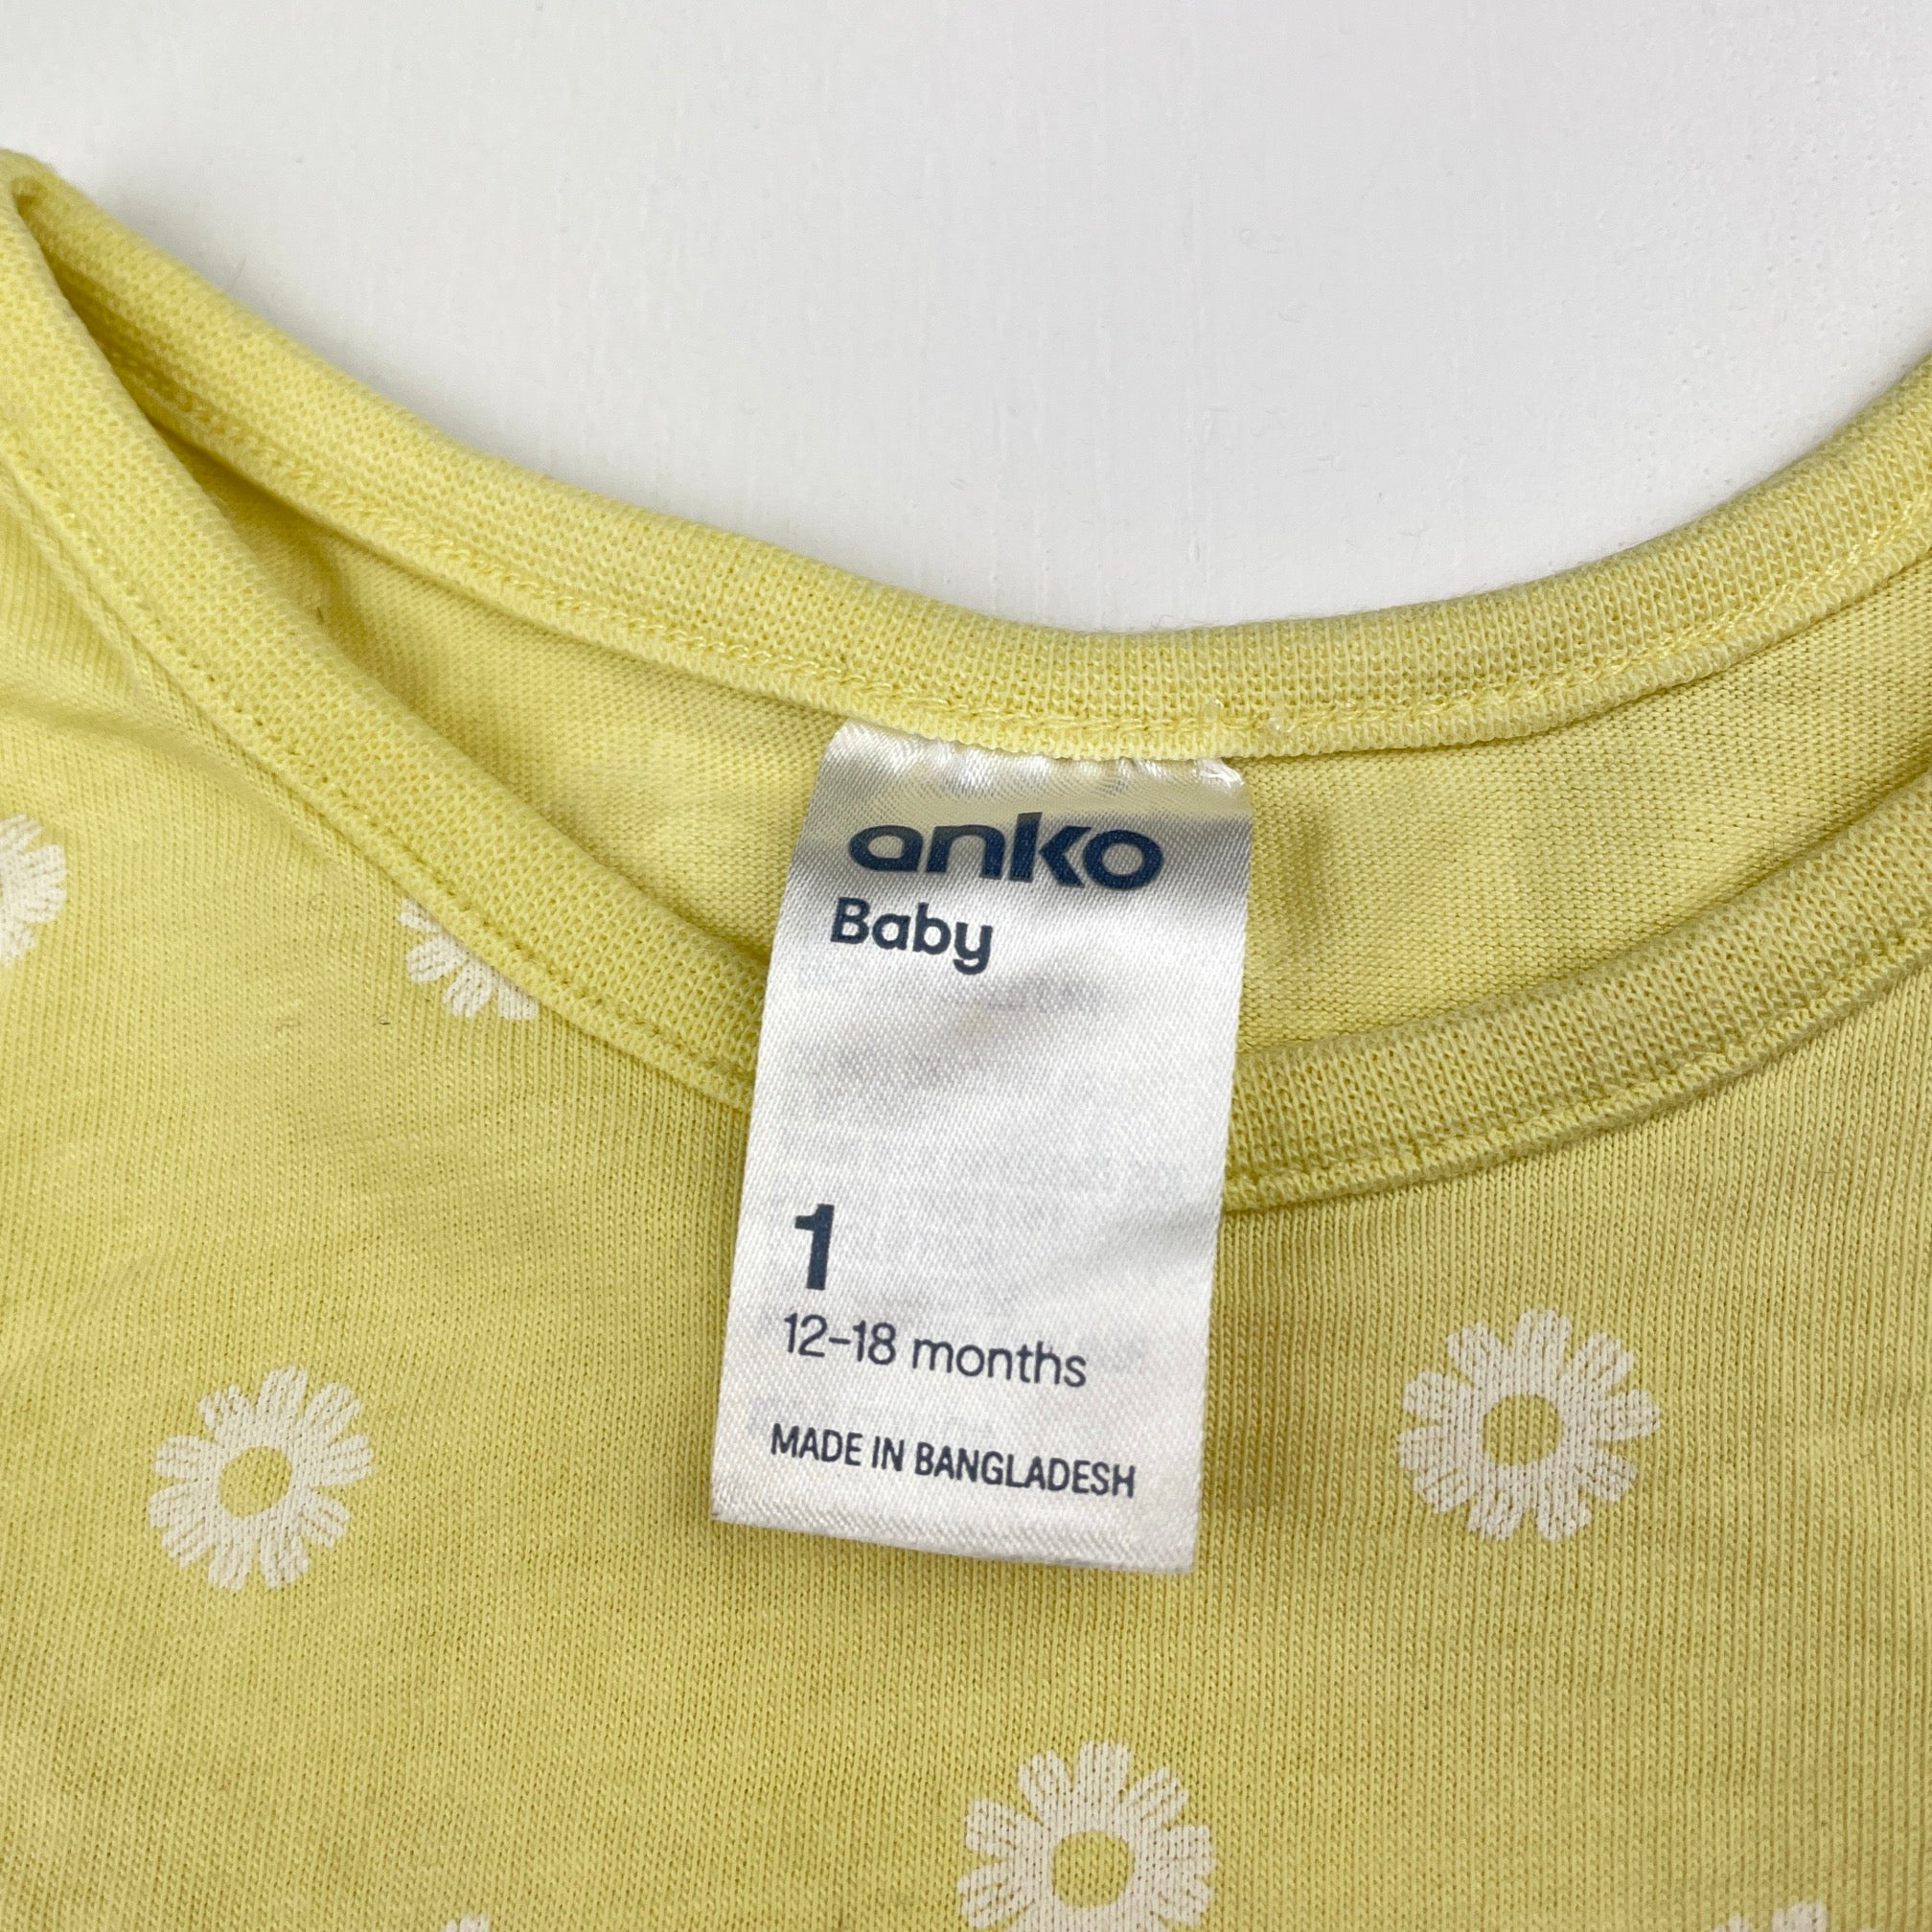 anko
Baby
1
12-18 months
MADE IN BANGLADESH